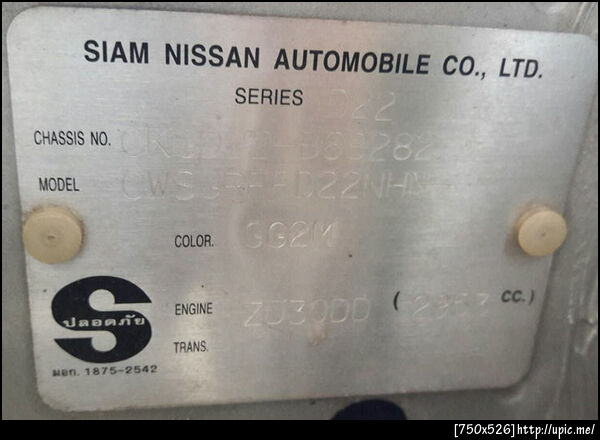 SIAM NISSAN AUTOMOBILE CO., LTD.
SERIES D22
CHASSIS NO.
MODEL
COLOR. GG2M
ENGINE ( CC.)
TRANS.
ปลอดภัย
มอก. 1875-2542
[750x526]http://upic.me/